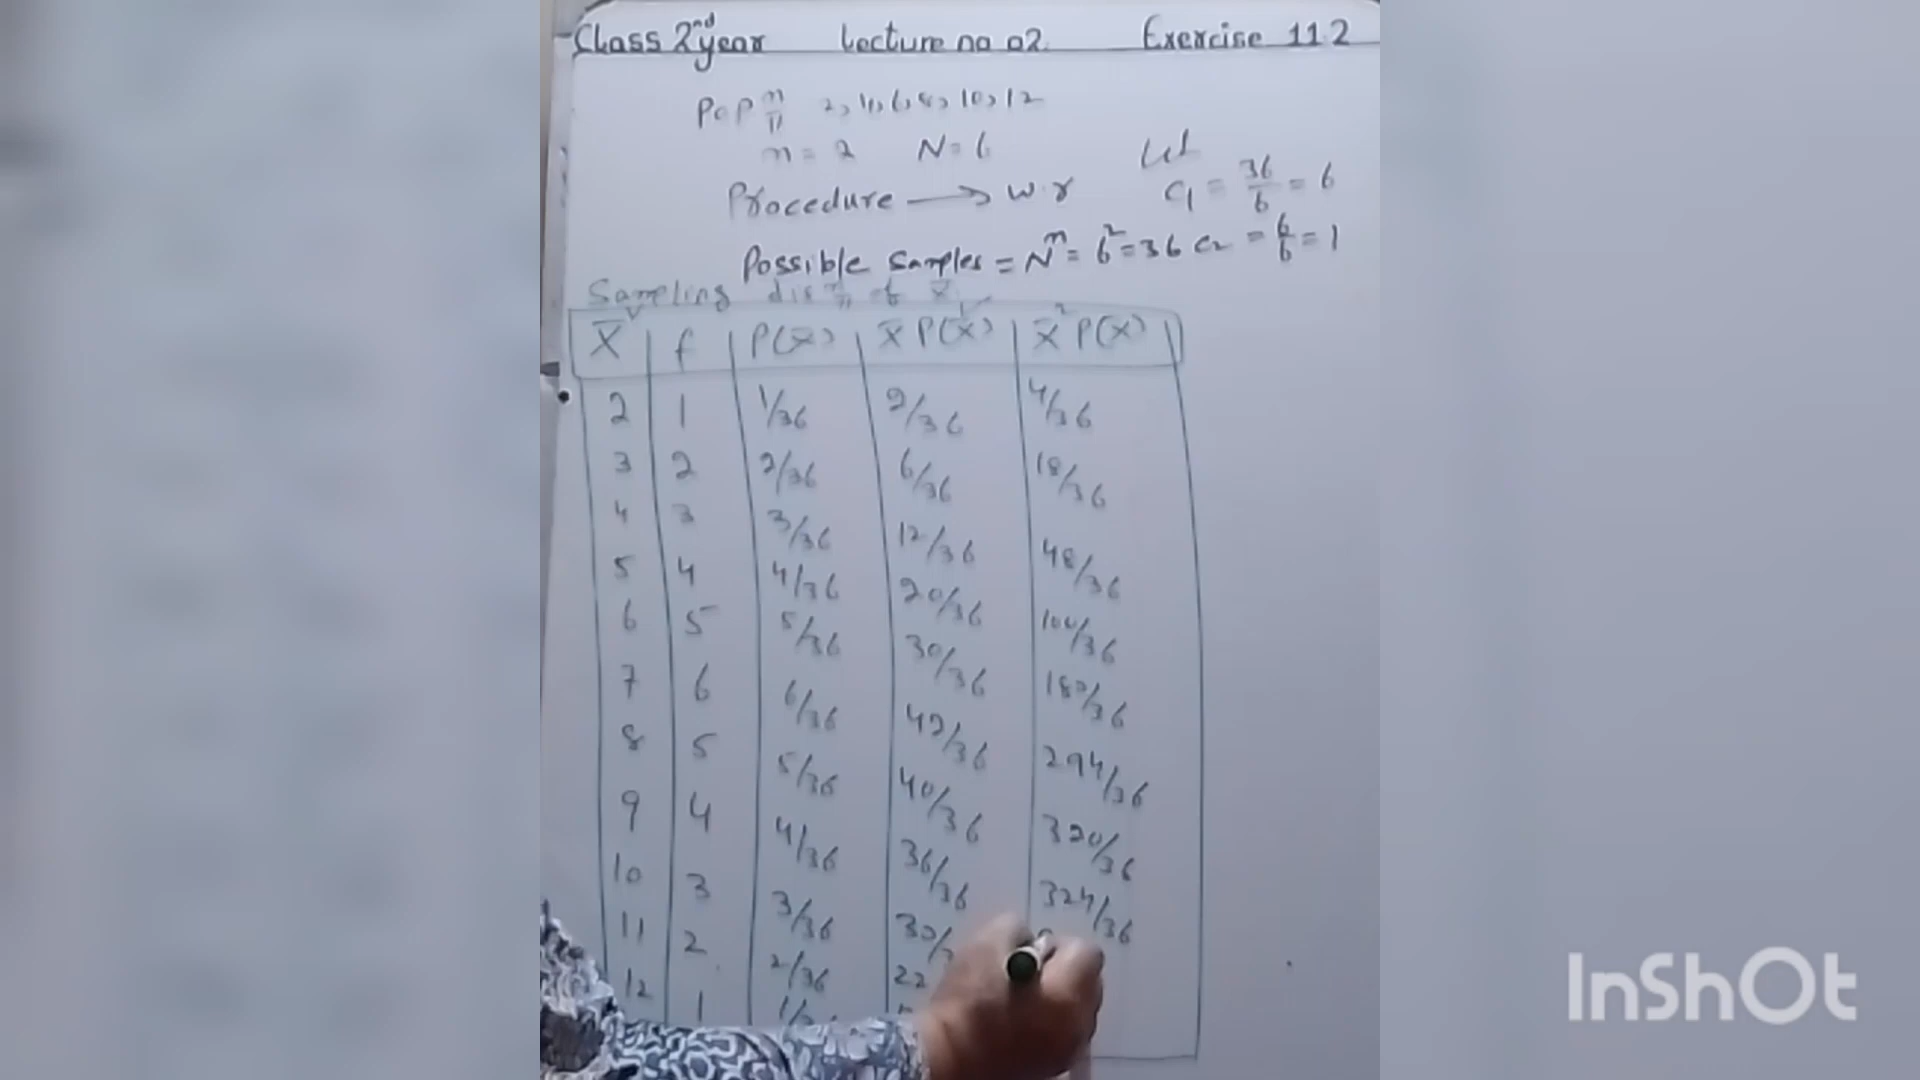 Class 2nd year Lecture no 02 Exercise 11.2
Popn 2, 4, 6, 8, 10, 12
n = 2 N = 6
Procedure → w.r
C1 = 36/6 = 6
Possible Samples = N^n = 6^2 = 36 C2 = 6/6 = 1
Sampling disn of X̄
X̄ f P(x̄) x̄ P(x̄) x̄² P(x̄)
2 1 1/36 2/36 4/36
3 2 2/36 6/36 18/36
4 3 3/36 12/36 48/36
5 4 4/36 20/36 100/36
6 5 5/36 30/36 180/36
7 6 6/36 42/36 294/36
8 5 5/36 40/36 320/36
9 4 4/36 36/36 324/36
10 3 3/36 30/
11 2 2/36 22
12 1 1/
InShOt